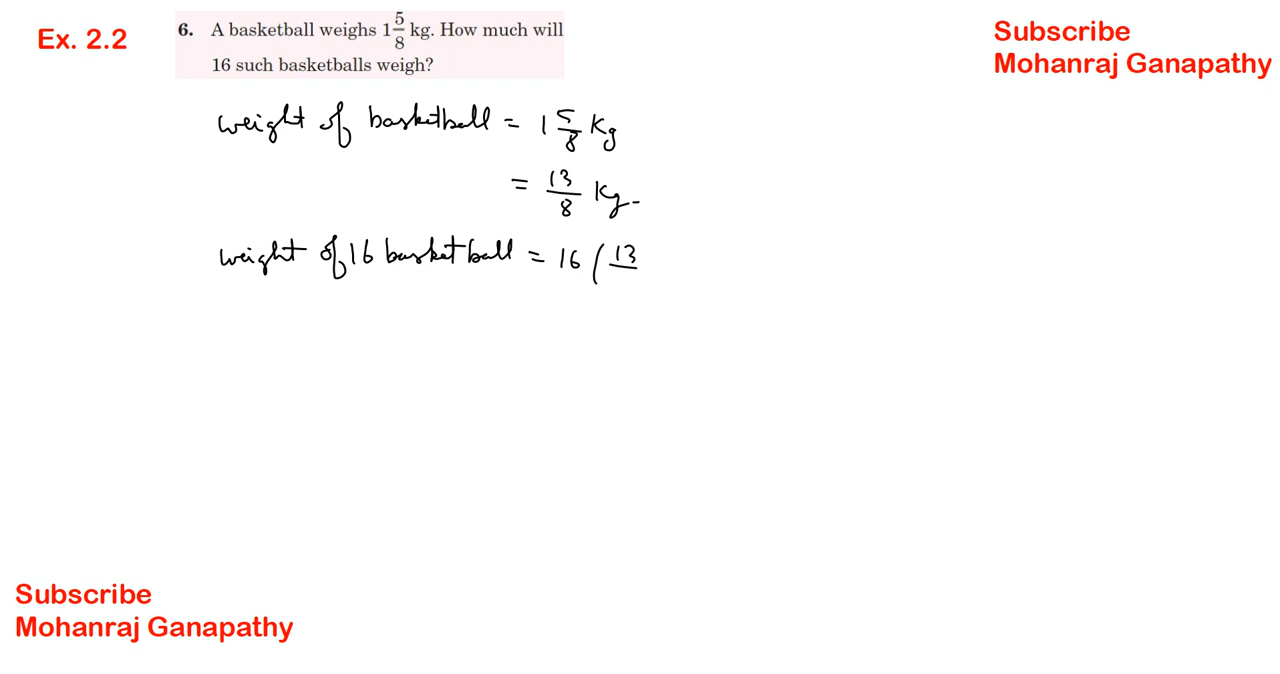 Ex. 2.2
6. A basketball weighs 1 5/8 kg. How much will
16 such basketballs weigh?
Subscribe
Mohanraj Ganapathy
weight of basketball = 1 5/8 Kg
= 13/8 Kg.
weight of 16 basketball = 16 ( 13
Subscribe
Mohanraj Ganapathy